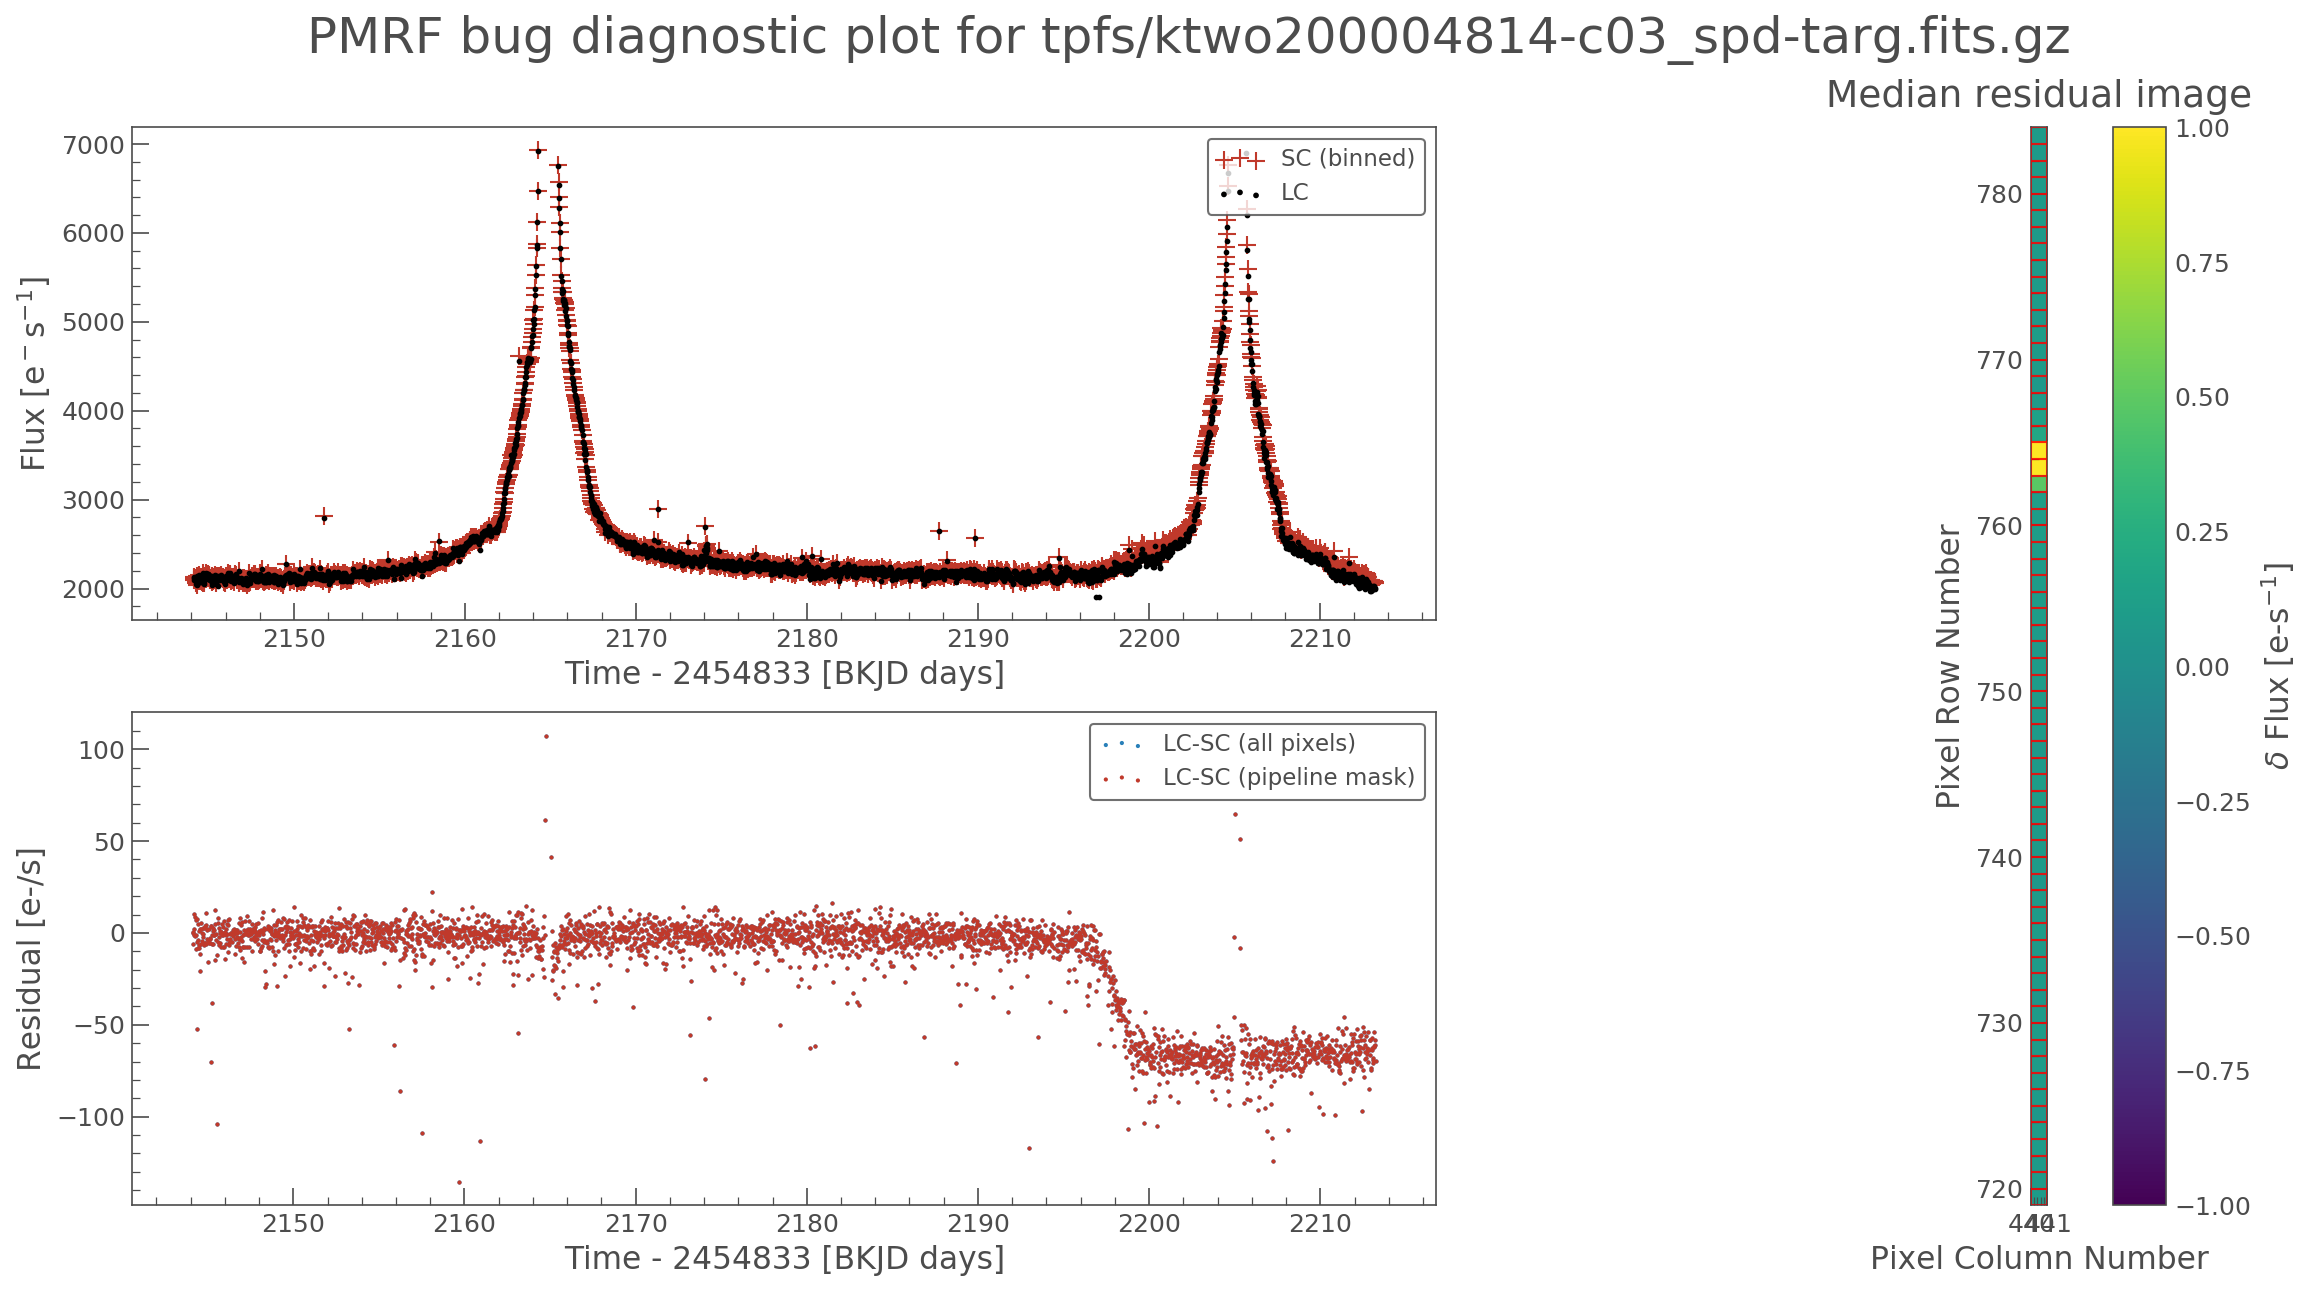 PMRF bug diagnostic plot for tpfs/ktwo200004814-c03_spd-targ.fits.gz
7000
6000
5000
4000
3000
2000
Flux [e⁻ s⁻¹]
SC (binned)
LC
2150 2160 2170 2180 2190 2200 2210
Time - 2454833 [BKJD days]
100
50
0
−50
−100
Residual [e-/s]
LC-SC (all pixels)
LC-SC (pipeline mask)
2150 2160 2170 2180 2190 2200 2210
Time - 2454833 [BKJD days]
Median residual image
780
770
760
750
740
730
720
Pixel Row Number
441
Pixel Column Number
1.00
0.75
0.50
0.25
0.00
−0.25
−0.50
−0.75
−1.00
δ Flux [e-s⁻¹]